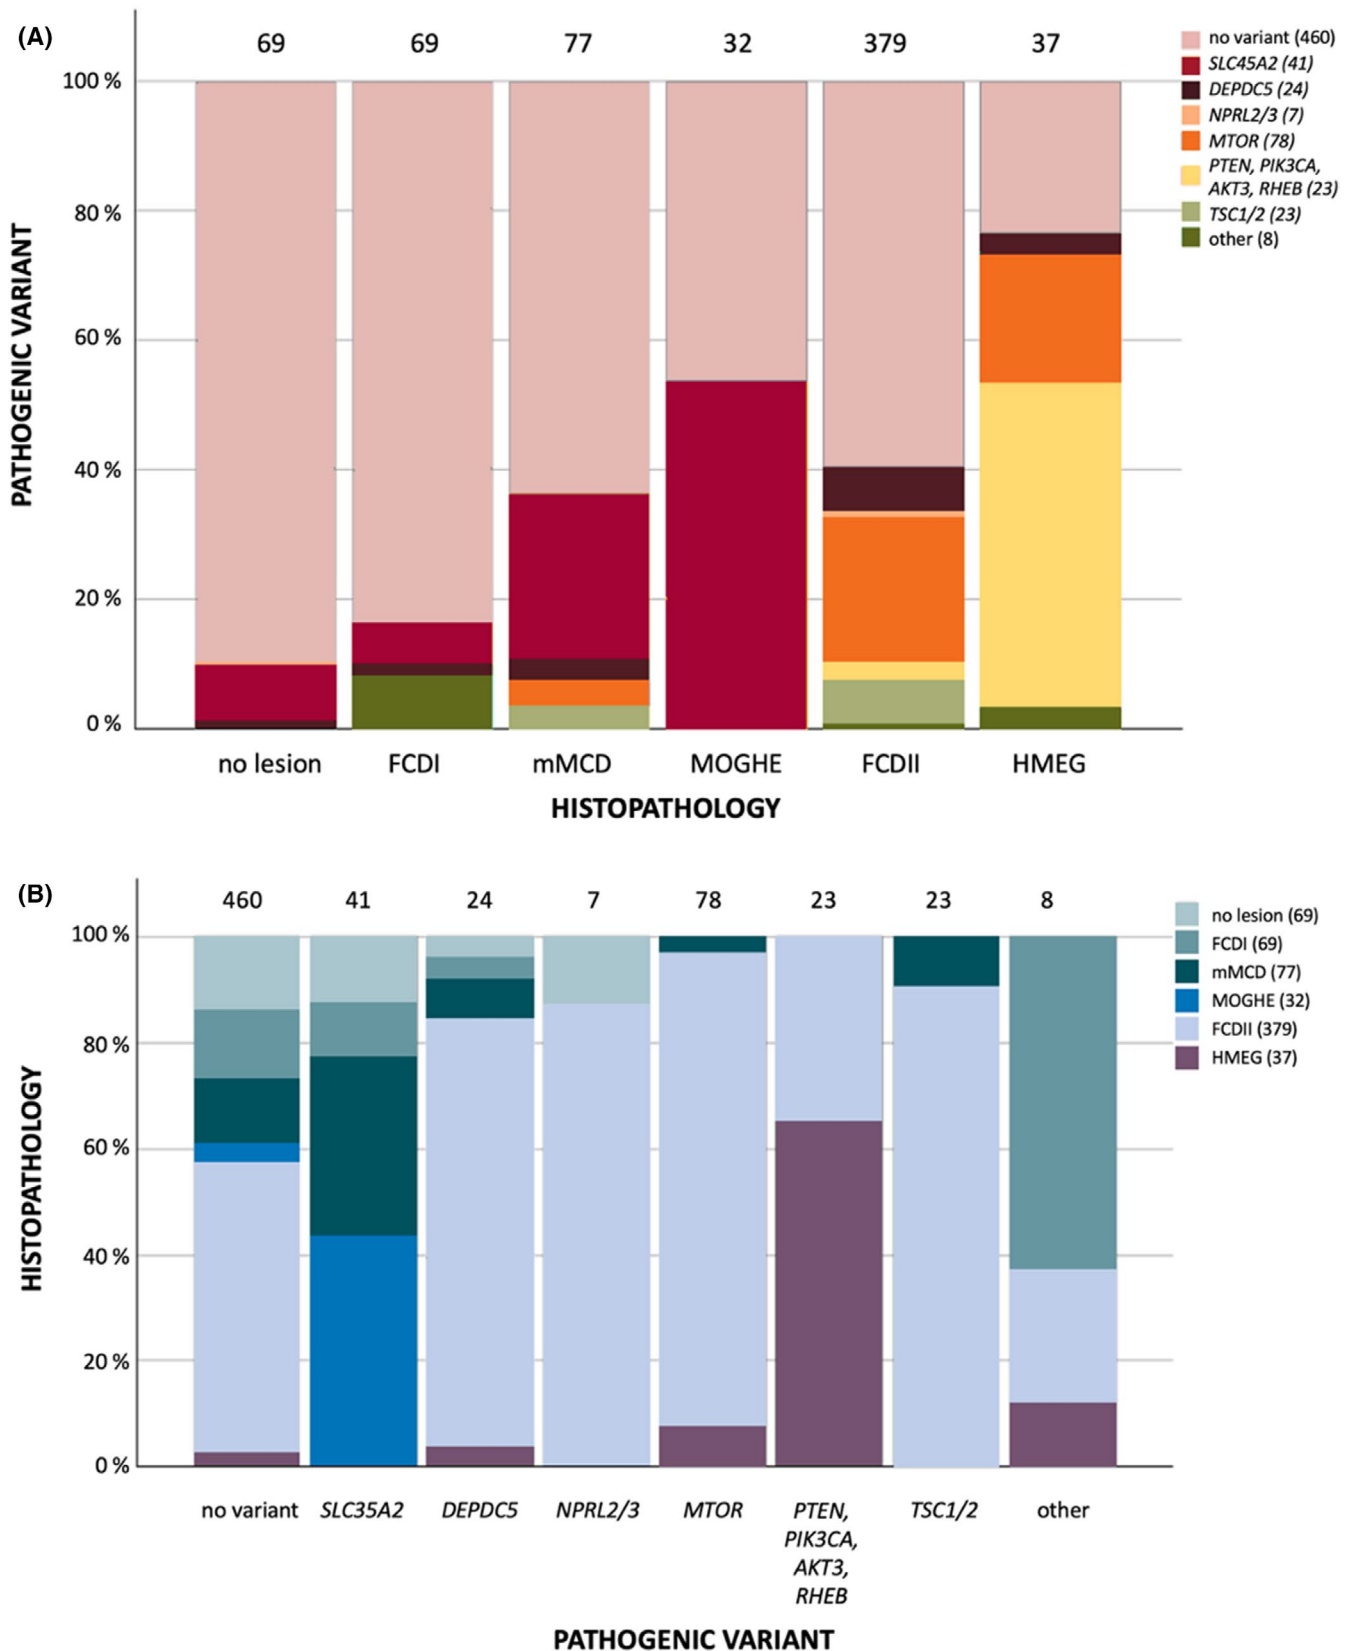 (A)
69 69 77 32 379 37
no variant (460)
SLC45A2 (41)
DEPDC5 (24)
NPRL2/3 (7)
MTOR (78)
PTEN, PIK3CA,
AKT3, RHEB (23)
TSC1/2 (23)
other (8)
PATHOGENIC VARIANT
100 %
80 %
60 %
40 %
20 %
0 %
no lesion FCDI mMCD MOGHE FCDII HMEG
HISTOPATHOLOGY
(B)
460 41 24 7 78 23 23 8
no lesion (69)
FCDI (69)
mMCD (77)
MOGHE (32)
FCDII (379)
HMEG (37)
HISTOPATHOLOGY
100 %
80 %
60 %
40 %
20 %
0 %
no variant SLC35A2 DEPDC5 NPRL2/3 MTOR PTEN, TSC1/2 other
PIK3CA,
AKT3,
RHEB
PATHOGENIC VARIANT